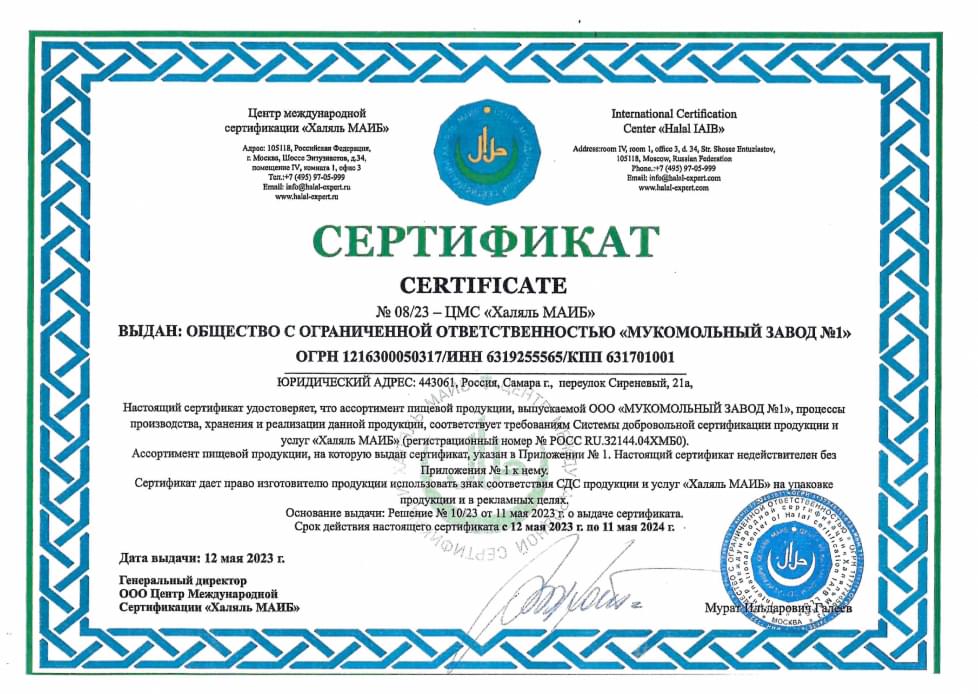 Центр международной
сертификации «Халяль МАИБ»
Адрес: 105118, Российская Федерация,
г. Москва, Шоссе Энтузиастов, д.34,
помещение IV, комната 1, офис 3
Тел.:+7 (495) 97-05-999
Email: info@halal-expert.ru
www.halal-expert.ru
حلال
International Certification
Center «Halal IAIB»
Address:room IV, room 1, office 3, d. 34, Str. Shosse Entuziastov,
105118, Moscow, Russian Federation
Phone.:+7 (495) 97-05-999
Email: info@halal-expert.com
www.halal-expert.com
СЕРТИФИКАТ
CERTIFICATE
№ 08/23 – ЦМС «Халяль МАИБ»
ВЫДАН: ОБЩЕСТВО С ОГРАНИЧЕННОЙ ОТВЕТСТВЕННОСТЬЮ «МУКОМОЛЬНЫЙ ЗАВОД №1»
ОГРН 1216300050317/ИНН 6319255565/КПП 631701001
ЮРИДИЧЕСКИЙ АДРЕС: 443061, Россия, Самара г., переулок Сиреневый, 21а,
Настоящий сертификат удостоверяет, что ассортимент пищевой продукции, выпускаемой ООО «МУКОМОЛЬНЫЙ ЗАВОД №1», процессы
производства, хранения и реализации данной продукции, соответствует требованиям Системы добровольной сертификации продукции и
услуг «Халяль МАИБ» (регистрационный номер № РОСС RU.32144.04ХМБ0).
Ассортимент пищевой продукции, на которую выдан сертификат, указан в Приложении № 1. Настоящий сертификат недействителен без
Приложения № 1 к нему.
Сертификат дает право изготовителю продукции использовать знак соответствия СДС продукции и услуг «Халяль МАИБ» на упаковке
продукции и в рекламных целях.
Основание выдачи: Решение № 10/23 от 11 мая 2023 г. о выдаче сертификата.
Срок действия настоящего сертификата с 12 мая 2023 г. по 11 мая 2024 г.
Дата выдачи: 12 мая 2023 г.
Генеральный директор
ООО Центр Международной
Сертификации «Халяль МАИБ»
حلال
МОСКВА
Мурат Ильдарович Галеев